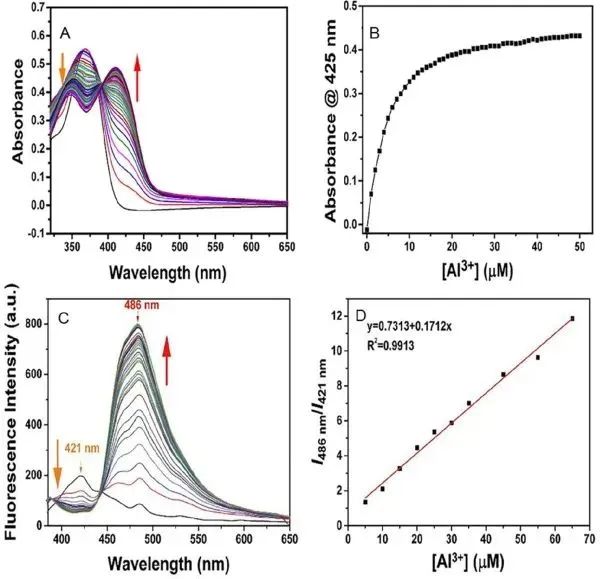 A
Absorbance
0.7
0.6
0.5
0.4
0.3
0.2
0.1
0.0
-0.1
350 400 450 500 550 600 650
Wavelength (nm)
B
Absorbance @ 425 nm
0.5
0.4
0.3
0.2
0.1
0.0
0 10 20 30 40 50
[Al³⁺] (μM)
C
486 nm
421 nm
Fluorescence Intensity (a.u.)
800
600
400
200
0
400 450 500 550 600 650
Wavelength (nm)
D
y=0.7313+0.1712x
R²=0.9913
I486 nm/I421 nm
12
10
8
6
4
2
0
0 10 20 30 40 50 60 70
[Al³⁺] (μM)